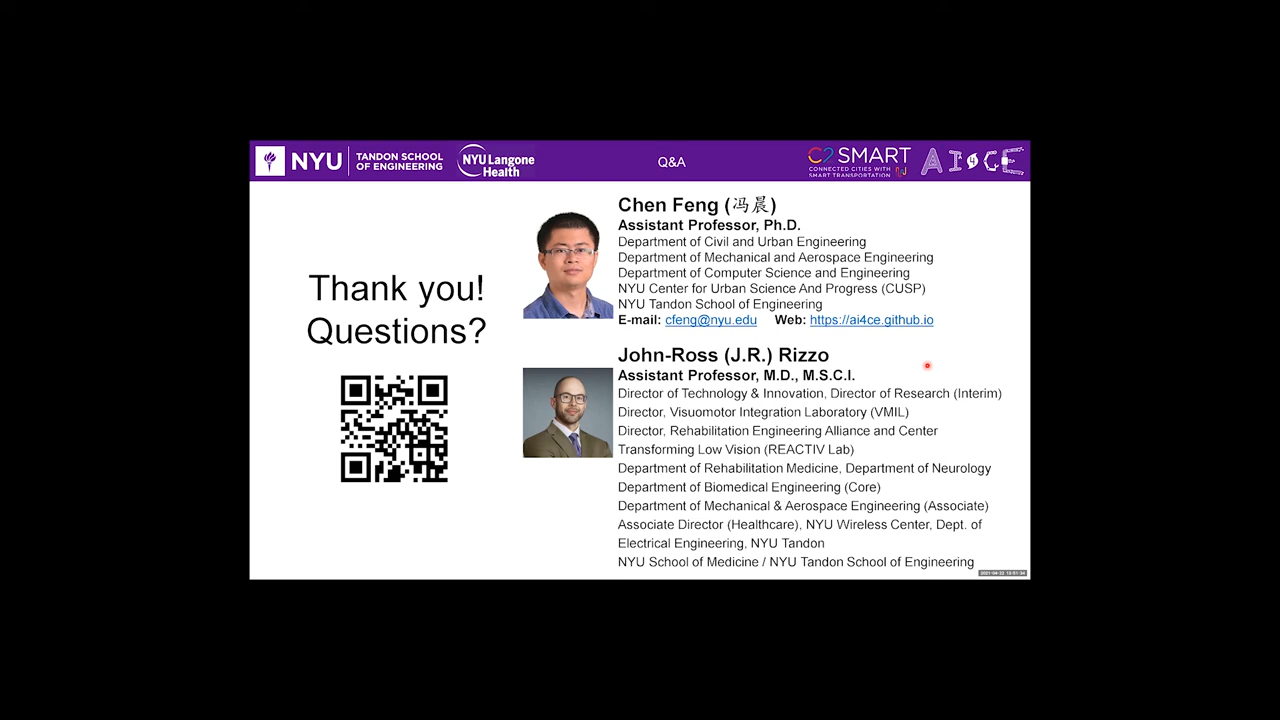 NYU
TANDON SCHOOL
OF ENGINEERING
NYU Langone
Health
Q&A
C2 SMART
CONNECTED CITIES WITH
SMART TRANSPORTATION
AI4CE
Thank you!
Questions?
Chen Feng (冯晨)
Assistant Professor, Ph.D.
Department of Civil and Urban Engineering
Department of Mechanical and Aerospace Engineering
Department of Computer Science and Engineering
NYU Center for Urban Science And Progress (CUSP)
NYU Tandon School of Engineering
E-mail: cfeng@nyu.edu Web: https://ai4ce.github.io
John-Ross (J.R.) Rizzo
Assistant Professor, M.D., M.S.C.I.
Director of Technology & Innovation, Director of Research (Interim)
Director, Visuomotor Integration Laboratory (VMIL)
Director, Rehabilitation Engineering Alliance and Center
Transforming Low Vision (REACTIV Lab)
Department of Rehabilitation Medicine, Department of Neurology
Department of Biomedical Engineering (Core)
Department of Mechanical & Aerospace Engineering (Associate)
Associate Director (Healthcare), NYU Wireless Center, Dept. of
Electrical Engineering, NYU Tandon
NYU School of Medicine / NYU Tandon School of Engineering